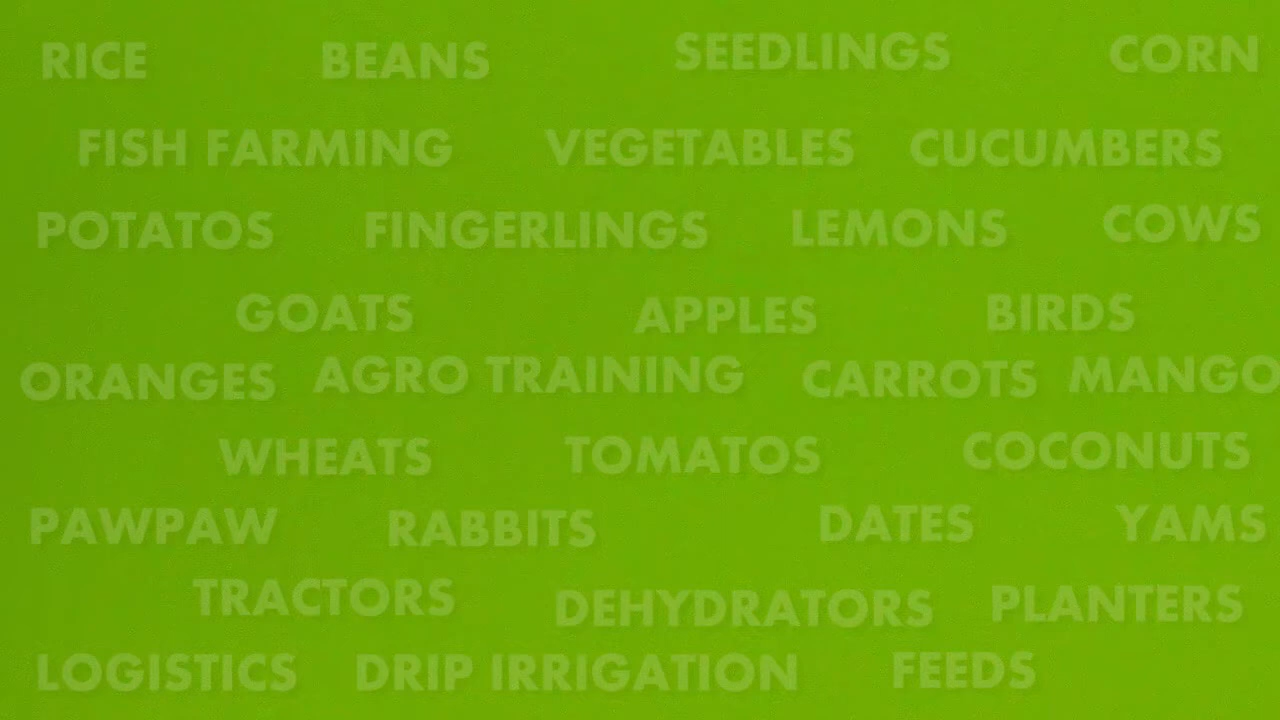 RICE BEANS SEEDLINGS CORN
FISH FARMING VEGETABLES CUCUMBERS
POTATOS FINGERLINGS LEMONS COWS
GOATS APPLES BIRDS
ORANGES AGRO TRAINING CARROTS MANGO
WHEATS TOMATOS COCONUTS
PAWPAW RABBITS DATES YAMS
TRACTORS DEHYDRATORS PLANTERS
LOGISTICS DRIP IRRIGATION FEEDS